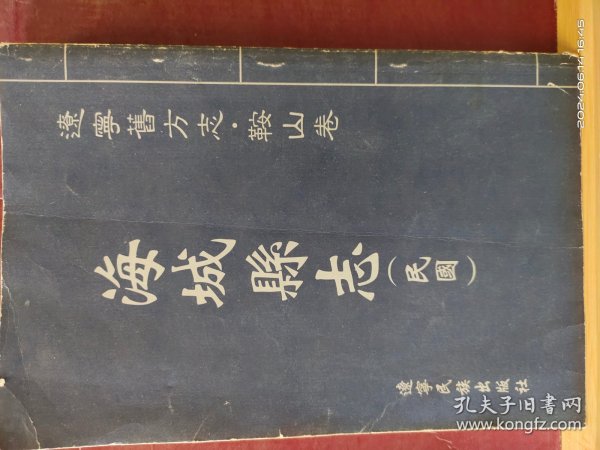 遼寧舊方志·鞍山卷
海城縣志(民國)
遼寧民族出版社
2024.06.14 16:45
孔夫子旧书网
www.kongfz.com